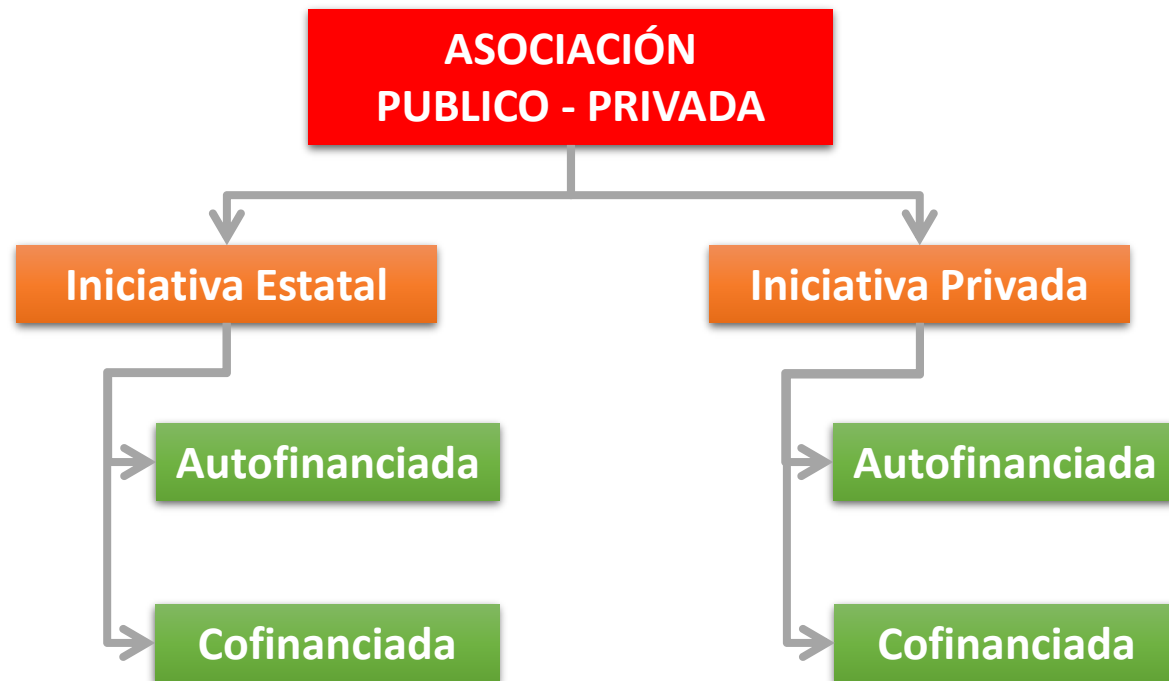 ASOCIACIÓN
PUBLICO - PRIVADA
Iniciativa Estatal
Iniciativa Privada
Autofinanciada
Autofinanciada
Cofinanciada
Cofinanciada